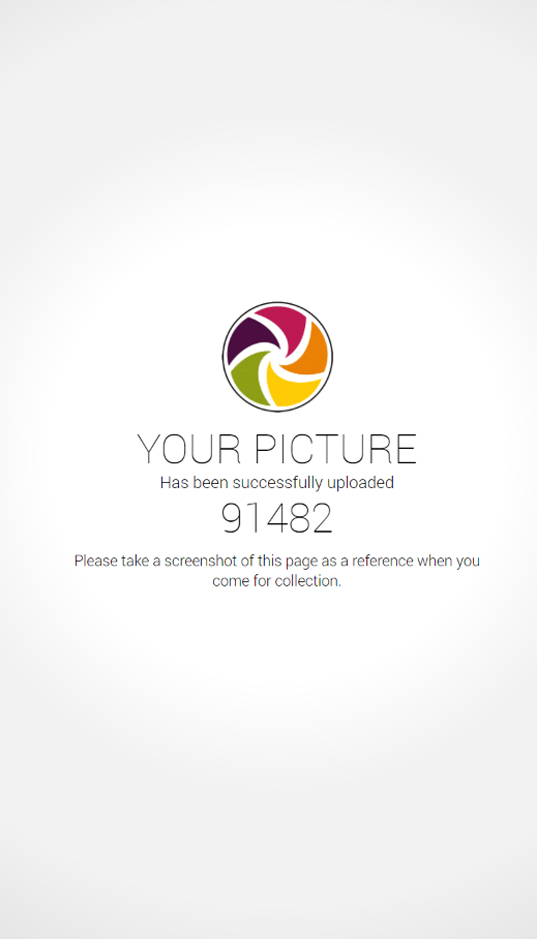 YOUR PICTURE
Has been successfully uploaded
91482
Please take a screenshot of this page as a reference when you
come for collection.